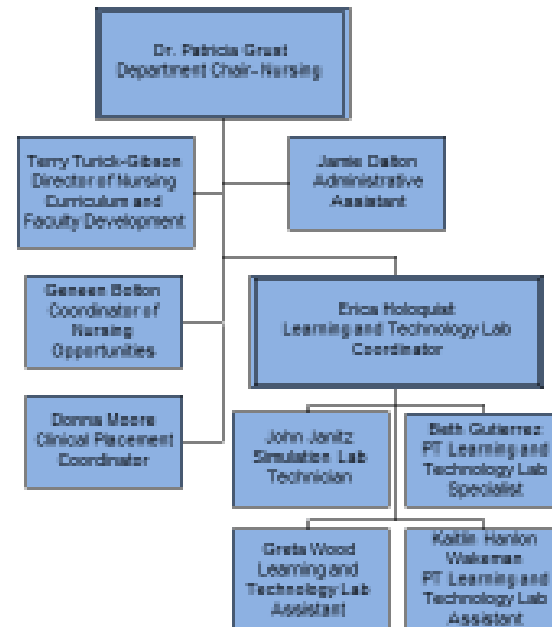 Dr. Patricia Grust
Department Chair-Nursing
Terry Turick-Gibson
Director of Nursing
Curriculum and
Faculty Development
Jamie Dalton
Administrative
Assistant
Geneen Bolton
Coordinator of
Nursing
Opportunities
Erica Holoquist
Learning and Technology Lab
Coordinator
Donna Moore
Clinical Placement
Coordinator
John Janitz
Simulation Lab
Technician
Beth Gutierrez
PT Learning and
Technology Lab
Specialist
Greta Wood
Learning and
Technology Lab
Assistant
Kaitlin Hanlon
Wakeman
PT Learning and
Technology Lab
Assistant